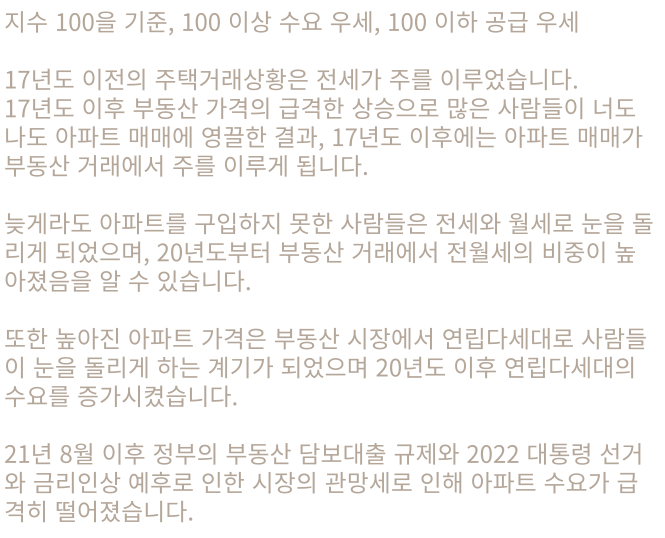 지수 100을 기준, 100 이상 수요 우세, 100 이하 공급 우세
17년도 이전의 주택거래상황은 전세가 주를 이루었습니다.
17년도 이후 부동산 가격의 급격한 상승으로 많은 사람들이 너도
나도 아파트 매매에 영끌한 결과, 17년도 이후에는 아파트 매매가
부동산 거래에서 주를 이루게 됩니다.
늦게라도 아파트를 구입하지 못한 사람들은 전세와 월세로 눈을 돌
리게 되었으며, 20년도부터 부동산 거래에서 전월세의 비중이 높
아졌음을 알 수 있습니다.
또한 높아진 아파트 가격은 부동산 시장에서 연립다세대로 사람들
이 눈을 돌리게 하는 계기가 되었으며 20년도 이후 연립다세대의
수요를 증가시켰습니다.
21년 8월 이후 정부의 부동산 담보대출 규제와 2022 대통령 선거
와 금리인상 예후로 인한 시장의 관망세로 인해 아파트 수요가 급
격히 떨어졌습니다.